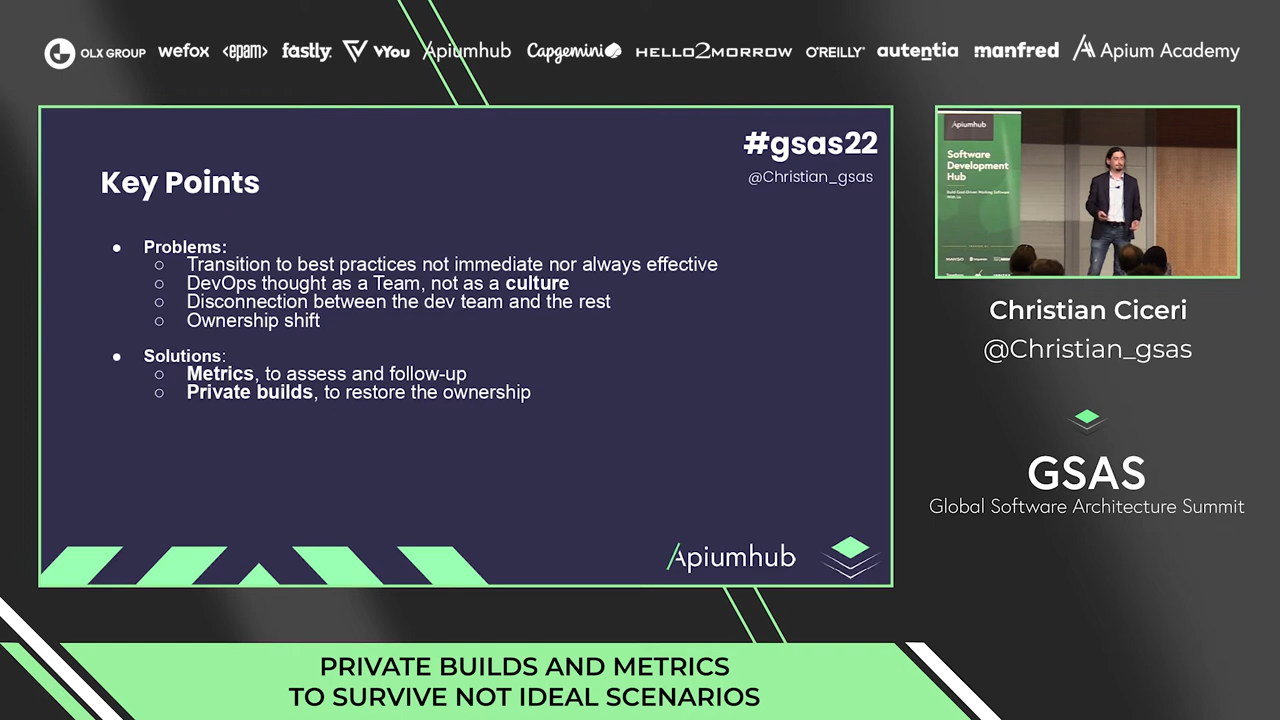 OLX GROUP wefox <epam> fastly. VYou Apiumhub Capgemini HELLO2MORROW O'REILLY® autentia manfred Apium Academy
#gsas22
@Christian_gsas
Key Points
● Problems:
○ Transition to best practices not immediate nor always effective
○ DevOps thought as a Team, not as a culture
○ Disconnection between the dev team and the rest
○ Ownership shift
● Solutions:
○ Metrics, to assess and follow-up
○ Private builds, to restore the ownership
Apiumhub
Apiumhub
Software
Development
Hub
Christian Ciceri
@Christian_gsas
GSAS
Global Software Architecture Summit
PRIVATE BUILDS AND METRICS
TO SURVIVE NOT IDEAL SCENARIOS